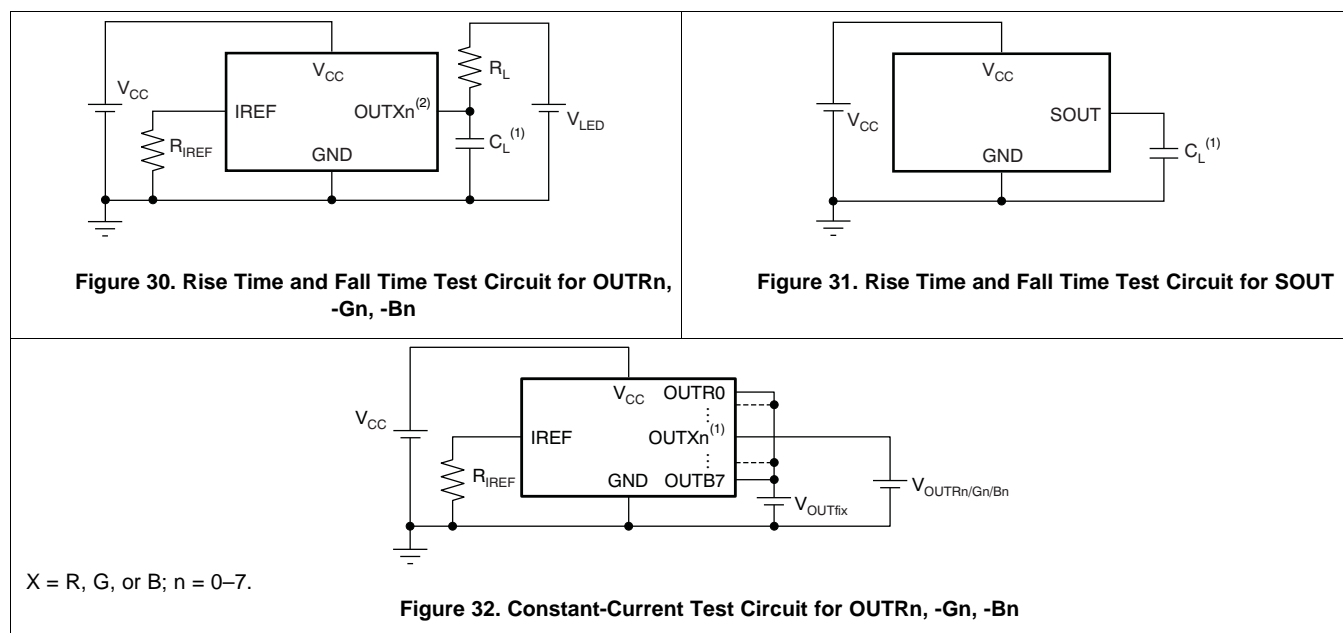 V_CC
V_CC
IREF
OUTXn^(2)
GND
R_IREF
R_L
C_L^(1)
V_LED
Figure 30. Rise Time and Fall Time Test Circuit for OUTRn,
-Gn, -Bn
V_CC
V_CC
SOUT
GND
C_L^(1)
Figure 31. Rise Time and Fall Time Test Circuit for SOUT
V_CC
V_CC
OUTR0
IREF
OUTXn^(1)
R_IREF
GND
OUTB7
V_OUTfix
V_OUTRn/Gn/Bn
X = R, G, or B; n = 0–7.
Figure 32. Constant-Current Test Circuit for OUTRn, -Gn, -Bn